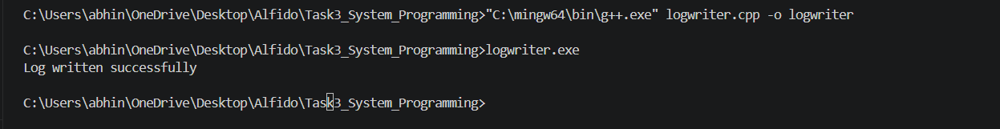 C:\Users\abhin\OneDrive\Desktop\Alfido\Task3_System_Programming>"C:\mingw64\bin\g++.exe" logwriter.cpp -o logwriter
C:\Users\abhin\OneDrive\Desktop\Alfido\Task3_System_Programming>logwriter.exe
Log written successfully
C:\Users\abhin\OneDrive\Desktop\Alfido\Task3_System_Programming>